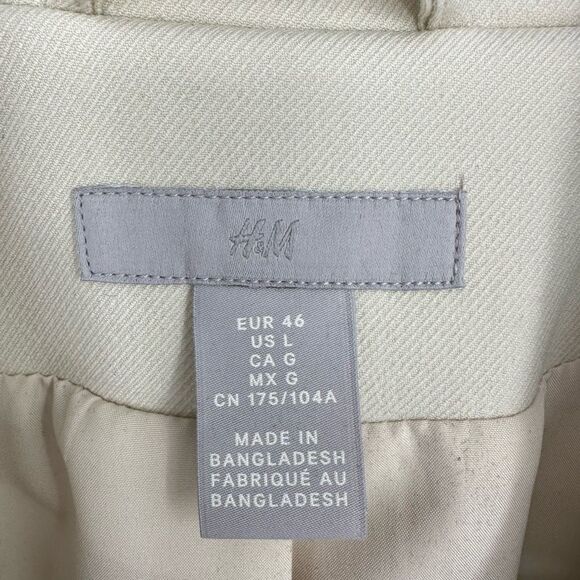 H&M
EUR 46
US L
CA G
MX G
CN 175/104A
MADE IN
BANGLADESH
FABRIQUÉ AU
BANGLADESH